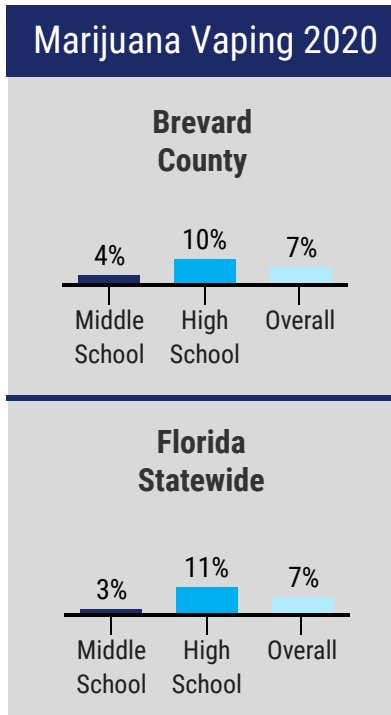 Marijuana Vaping 2020
Brevard
County
4%
10%
7%
Middle
School
High
School
Overall
Florida
Statewide
3%
11%
7%
Middle
School
High
School
Overall